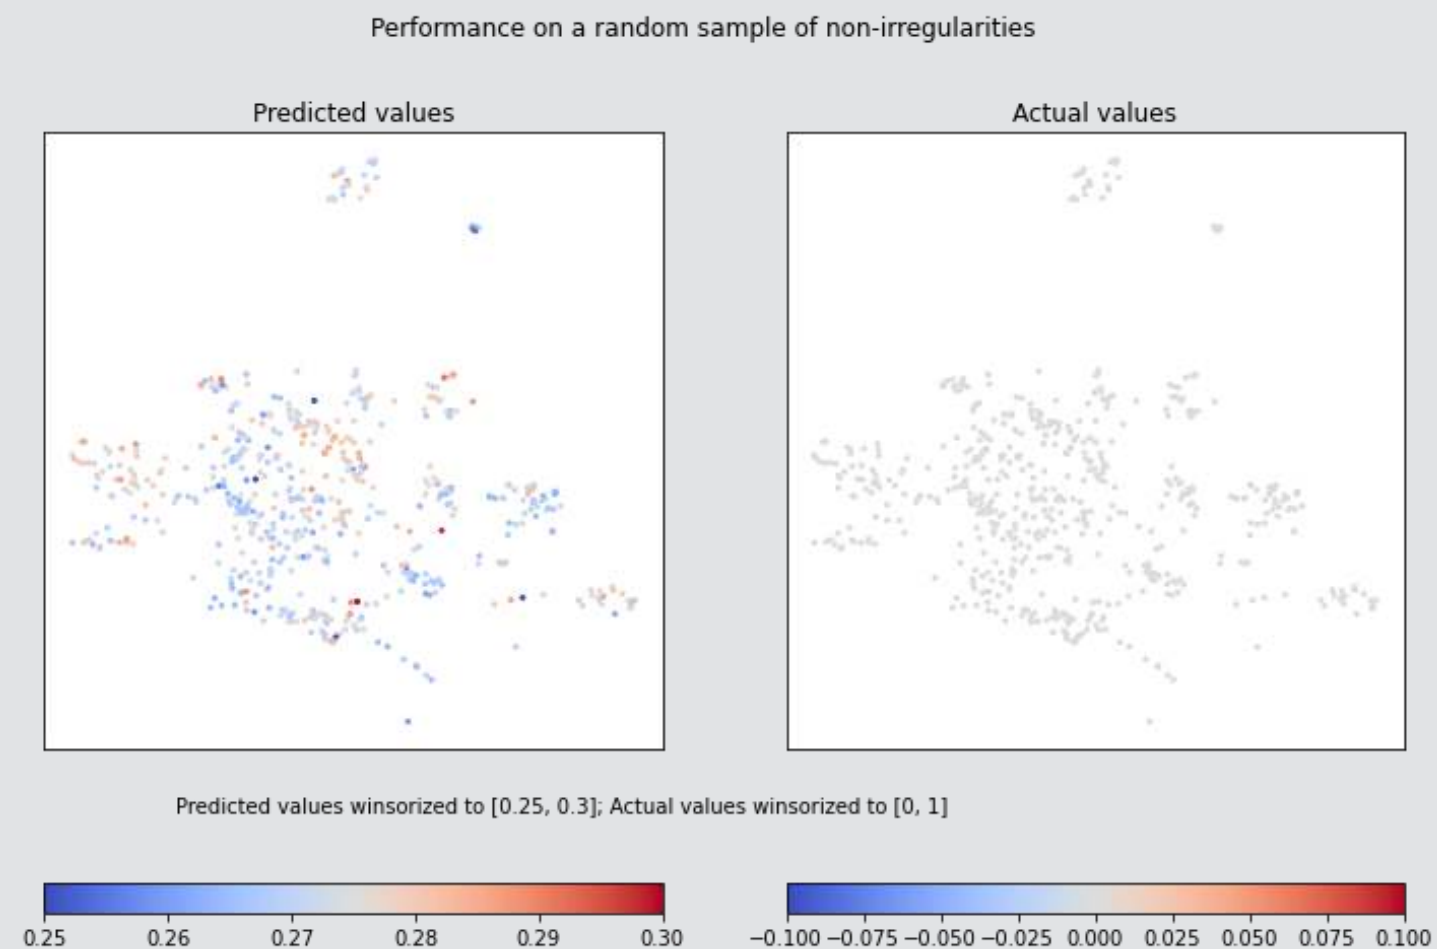 Performance on a random sample of non-irregularities
Predicted values
Actual values
Predicted values winsorized to [0.25, 0.3]; Actual values winsorized to [0, 1]
0.25 0.26 0.27 0.28 0.29 0.30
−0.100 −0.075 −0.050 −0.025 0.000 0.025 0.050 0.075 0.100